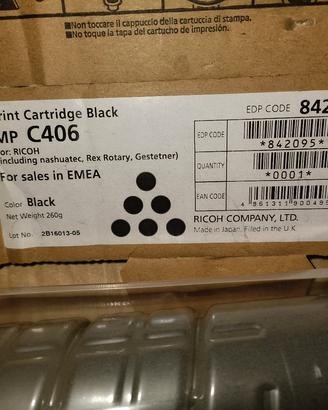 ■Non toccare il cappuccio della cartuccia di stampa.
■No toque la tapa del cartucho de impresión.
rint Cartridge Black
MP C406
or: RICOH
including nashuatec, Rex Rotary, Gestetner)
For sales in EMEA
Color Black
Net Weight 260g
Lot No. 2B16013-05
EDP CODE 842
EDP CODE
*842095*
QUANTITY
*0001*
EAN CODE
4 961311 900495
RICOH COMPANY, LTD.
Made in Japan, Filled in the U.K